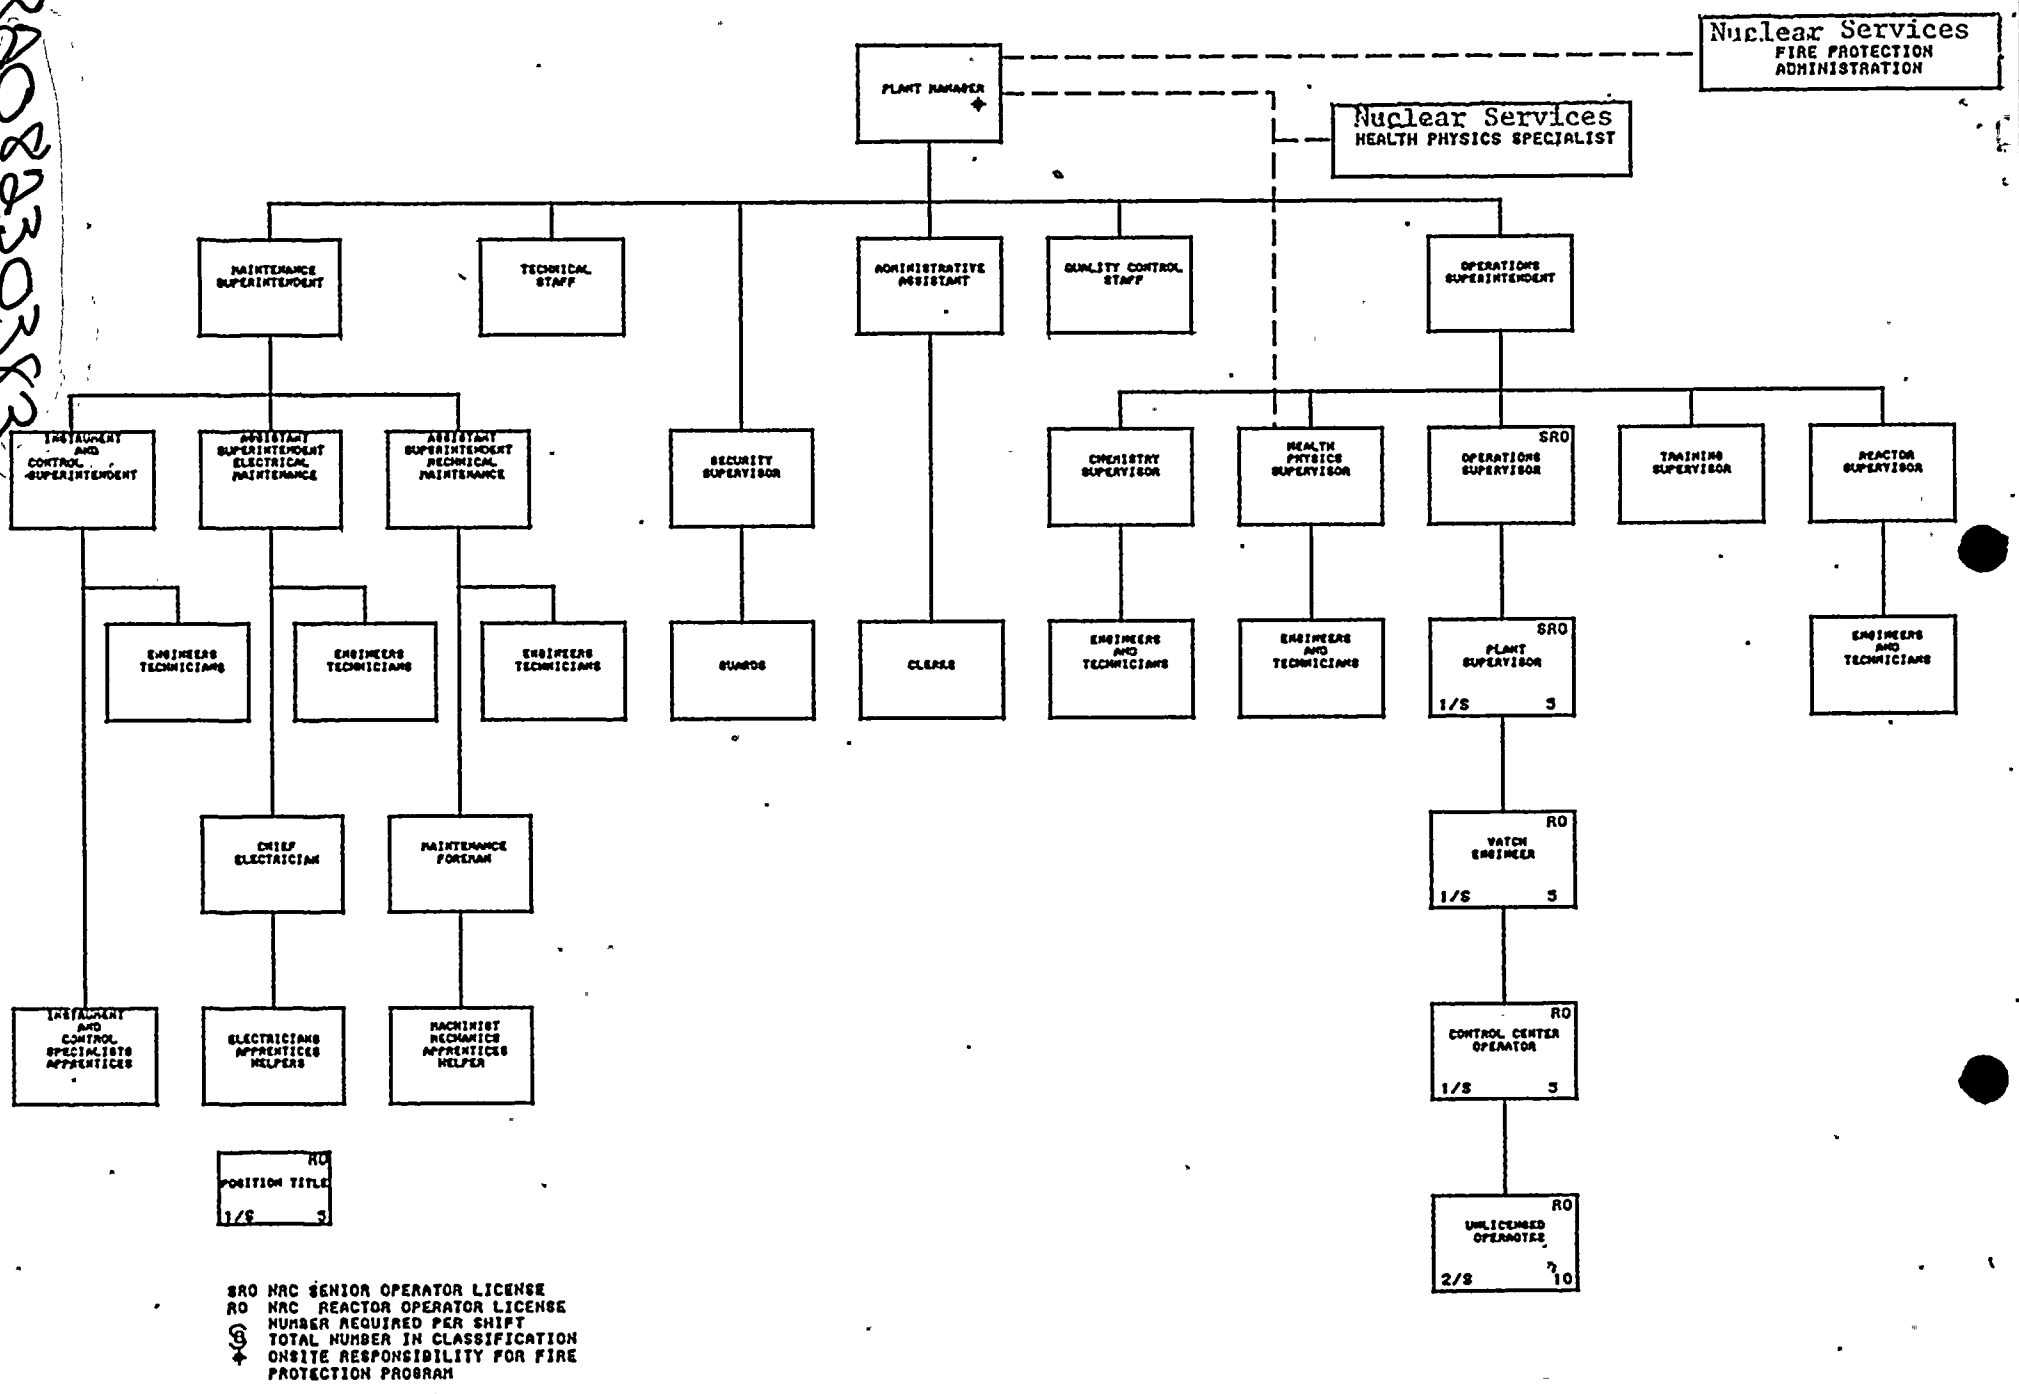 Nuclear Services
FIRE PROTECTION
ADMINISTRATION
PLANT MANAGER
Nuclear Services
HEALTH PHYSICS SPECIALIST
MAINTENANCE
SUPERINTENDENT
TECHNICAL
STAFF
ADMINISTRATIVE
ASSISTANT
QUALITY CONTROL
STAFF
OPERATIONS
SUPERINTENDENT
INSTRUMENT
AND
CONTROL
SUPERINTENDENT
ASSISTANT
SUPERINTENDENT
ELECTRICAL
MAINTENANCE
ASSISTANT
SUPERINTENDENT
MECHNICAL
MAINTENANCE
SECURITY
SUPERVISOR
CHEMISTRY
SUPERVISOR
HEALTH
PHYSICS
SUPERVISOR
SRO
OPERATIONS
SUPERVISOR
TRAINING
SUPERVISOR
REACTOR
SUPERVISOR
ENGINEERS
TECHNICIANS
ENGINEERS
TECHNICIANS
ENGINEERS
TECHNICIANS
GUARDS
CLERKS
ENGINEERS
AND
TECHNICIANS
ENGINEERS
AND
TECHNICIANS
SRO
PLANT
SUPERVISOR
1/S 5
ENGINEERS
AND
TECHNICIANS
CHIEF
ELECTRICIAN
MAINTENANCE
FOREMAN
RO
WATCH
ENGINEER
1/S 5
INSTRUMENT
AND
CONTROL
SPECIALISTS
APPRENTICES
ELECTRICIANS
APPRENTICES
HELPERS
MACHINIST
MECHANICS
APPRENTICES
HELPER
RO
CONTROL CENTER
OPERATOR
1/S 5
RO
POSITION TITLE
1/S 5
RO
UNLICENSED
2/S 10
SRO NRC SENIOR OPERATOR LICENSE
RO NRC REACTOR OPERATOR LICENSE
NUMBER REQUIRED PER SHIFT
TOTAL NUMBER IN CLASSIFICATION
+ ONSITE RESPONSIBILITY FOR FIRE
PROTECTION PROGRAM